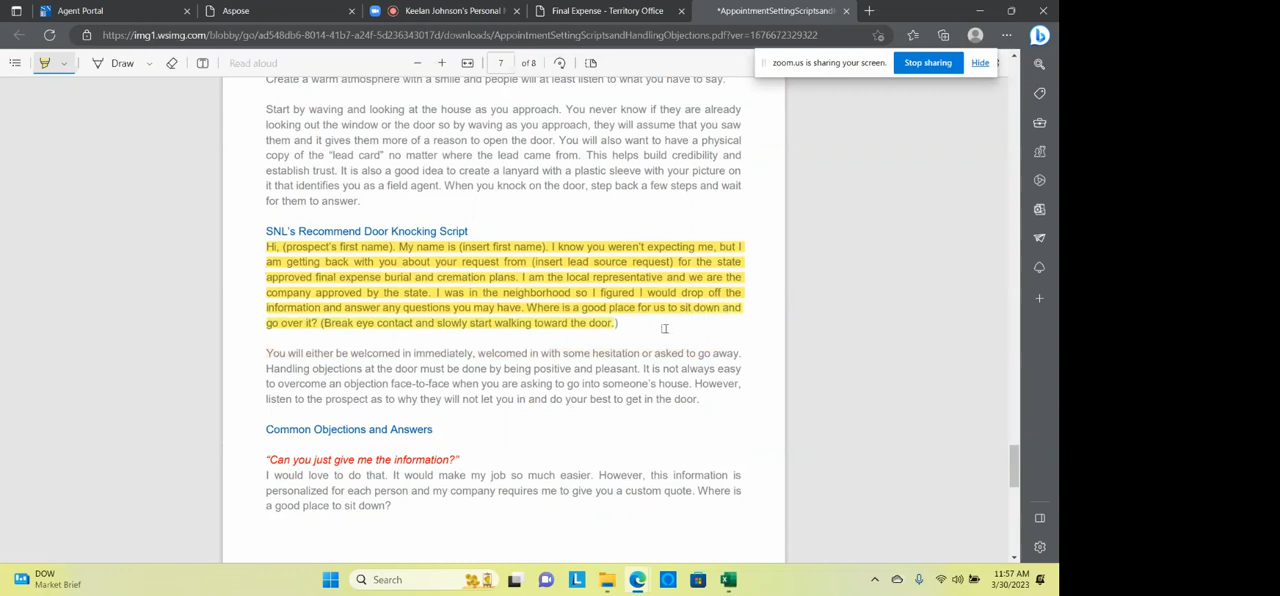 Agent Portal
Aspose
Keelan Johnson's Personal
Final Expense - Territory Office
*AppointmentSettingScriptsand
https://img1.wsimg.com/blobby/go/ad548db6-8014-41b7-a24f-5d236343017d/downloads/AppointmentSettingScriptsandHandlingObjections.pdf?ver=1676672329322
Draw
Read aloud
7
of 8
zoom.us is sharing your screen.
Stop sharing
Hide
Create a warm atmosphere with a smile and people will at least listen to what you have to say.
Start by waving and looking at the house as you approach. You never know if they are already
looking out the window or the door so by waving as you approach, they will assume that you saw
them and it gives them more of a reason to open the door. You will also want to have a physical
copy of the “lead card” no matter where the lead came from. This helps build credibility and
establish trust. It is also a good idea to create a lanyard with a plastic sleeve with your picture on
it that identifies you as a field agent. When you knock on the door, step back a few steps and wait
for them to answer.
SNL’s Recommend Door Knocking Script
Hi, (prospect’s first name). My name is (insert first name). I know you weren’t expecting me, but I
am getting back with you about your request from (insert lead source request) for the state
approved final expense burial and cremation plans. I am the local representative and we are the
company approved by the state. I was in the neighborhood so I figured I would drop off the
information and answer any questions you may have. Where is a good place for us to sit down and
go over it? (Break eye contact and slowly start walking toward the door.)
You will either be welcomed in immediately, welcomed in with some hesitation or asked to go away.
Handling objections at the door must be done by being positive and pleasant. It is not always easy
to overcome an objection face-to-face when you are asking to go into someone’s house. However,
listen to the prospect as to why they will not let you in and do your best to get in the door.
Common Objections and Answers
“Can you just give me the information?”
I would love to do that. It would make my job so much easier. However, this information is
personalized for each person and my company requires me to give you a custom quote. Where is
a good place to sit down?
DOW
Market Brief
Search
11:57 AM
3/30/2023